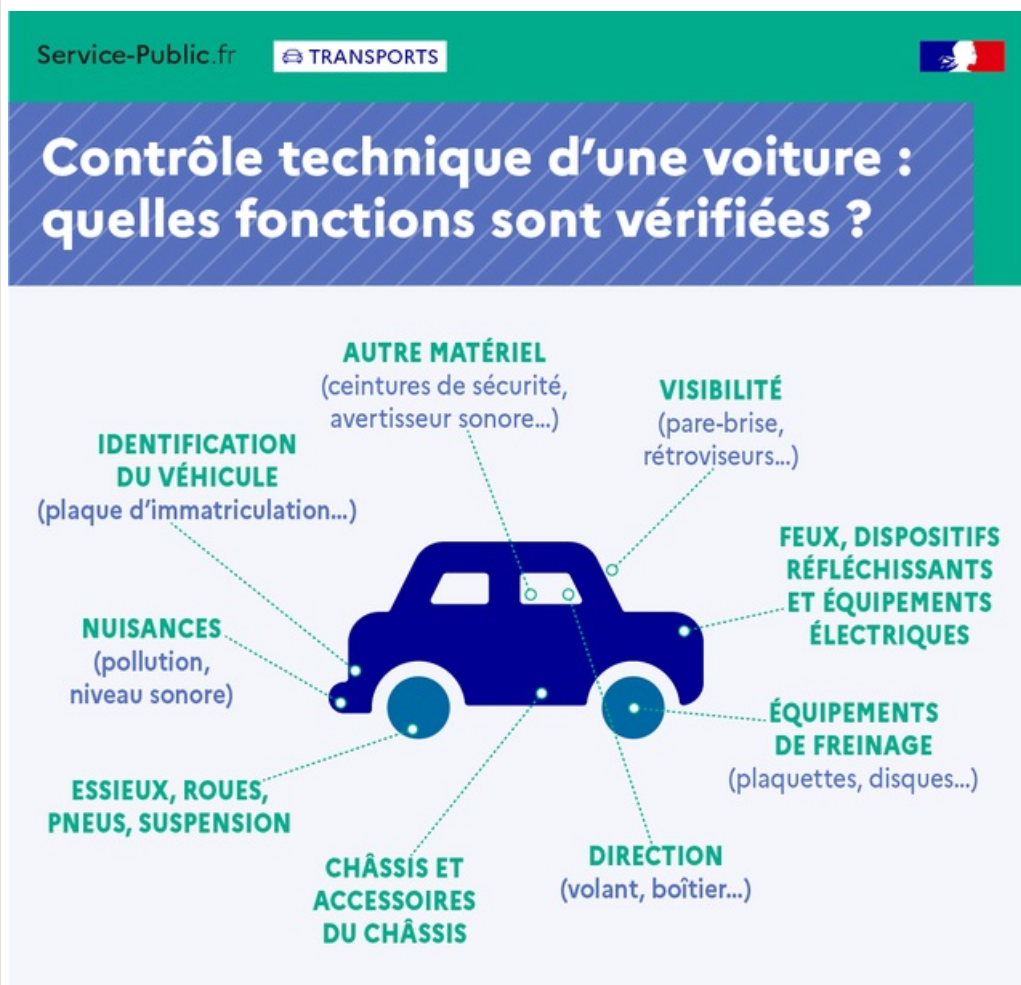 Service-Public.fr
TRANSPORTS
Contrôle technique d'une voiture :
quelles fonctions sont vérifiées ?
AUTRE MATÉRIEL
(ceintures de sécurité,
avertisseur sonore...)
VISIBILITÉ
(pare-brise,
rétroviseurs...)
IDENTIFICATION
DU VÉHICULE
(plaque d'immatriculation...)
FEUX, DISPOSITIFS
RÉFLÉCHISSANTS
ET ÉQUIPEMENTS
ÉLECTRIQUES
NUISANCES
(pollution,
niveau sonore)
ÉQUIPEMENTS
DE FREINAGE
(plaquettes, disques...)
ESSIEUX, ROUES,
PNEUS, SUSPENSION
DIRECTION
(volant, boîtier...)
CHÂSSIS ET
ACCESSOIRES
DU CHÂSSIS